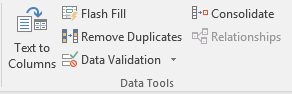 Text to
Columns
Flash Fill
Remove Duplicates
Data Validation
Consolidate
Relationships
Data Tools